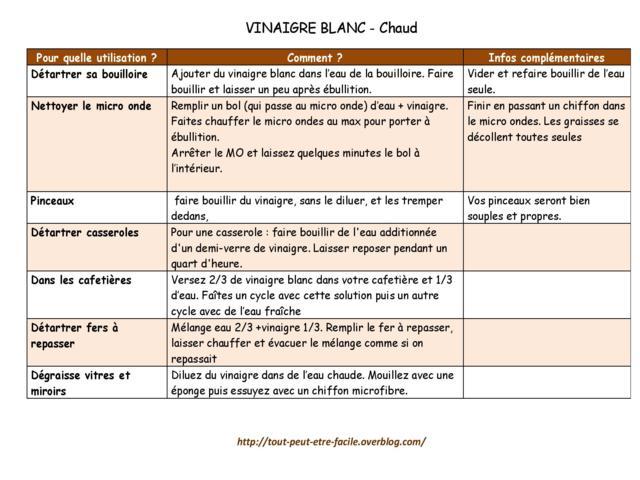 VINAIGRE BLANC - Chaud
Pour quelle utilisation ?
Comment ?
Infos complémentaires
Détartrer sa bouilloire
Ajouter du vinaigre blanc dans l'eau de la bouilloire. Faire
bouillir et laisser un peu après ébullition.
Vider et refaire bouillir de l'eau
seule.
Nettoyer le micro onde
Remplir un bol (qui passe au micro onde) d'eau + vinaigre.
Faites chauffer le micro ondes au max pour porter à
ébullition.
Arrêter le MO et laissez quelques minutes le bol à
l'intérieur.
Finir en passant un chiffon dans
le micro ondes. Les graisses se
décollent toutes seules
Pinceaux
faire bouillir du vinaigre, sans le diluer, et les tremper
dedans,
Vos pinceaux seront bien
souples et propres.
Détartrer casseroles
Pour une casserole : faire bouillir de l'eau additionnée
d'un demi-verre de vinaigre. Laisser reposer pendant un
quart d'heure.
Dans les cafetières
Versez 2/3 de vinaigre blanc dans votre cafetière et 1/3
d'eau. Faîtes un cycle avec cette solution puis un autre
cycle avec de l'eau fraîche
Détartrer fers à
repasser
Mélange eau 2/3 +vinaigre 1/3. Remplir le fer à repasser,
laisser chauffer et évacuer le mélange comme si on
repassait
Dégraisse vitres et
miroirs
Diluez du vinaigre dans de l'eau chaude. Mouillez avec une
éponge puis essuyez avec un chiffon microfibre.
http://tout-peut-etre-facile.overblog.com/